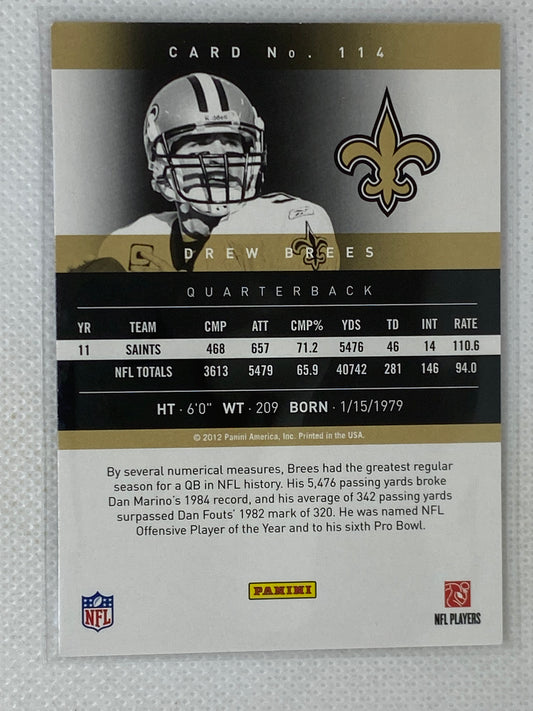 CARD No. 114
Riddell
DREW BREES
QUARTERBACK
YR TEAM CMP ATT CMP% YDS TD INT RATE
11 SAINTS 468 657 71.2 5476 46 14 110.6
NFL TOTALS 3613 5479 65.9 40742 281 146 94.0
HT · 6'0" WT · 209 BORN · 1/15/1979
© 2012 Panini America, Inc. Printed in the USA.
By several numerical measures, Brees had the greatest regular
season for a QB in NFL history. His 5,476 passing yards broke
Dan Marino's 1984 record, and his average of 342 passing yards
surpassed Dan Fouts' 1982 mark of 320. He was named NFL
Offensive Player of the Year and to his sixth Pro Bowl.
PANINI
NFL
NFL PLAYERS